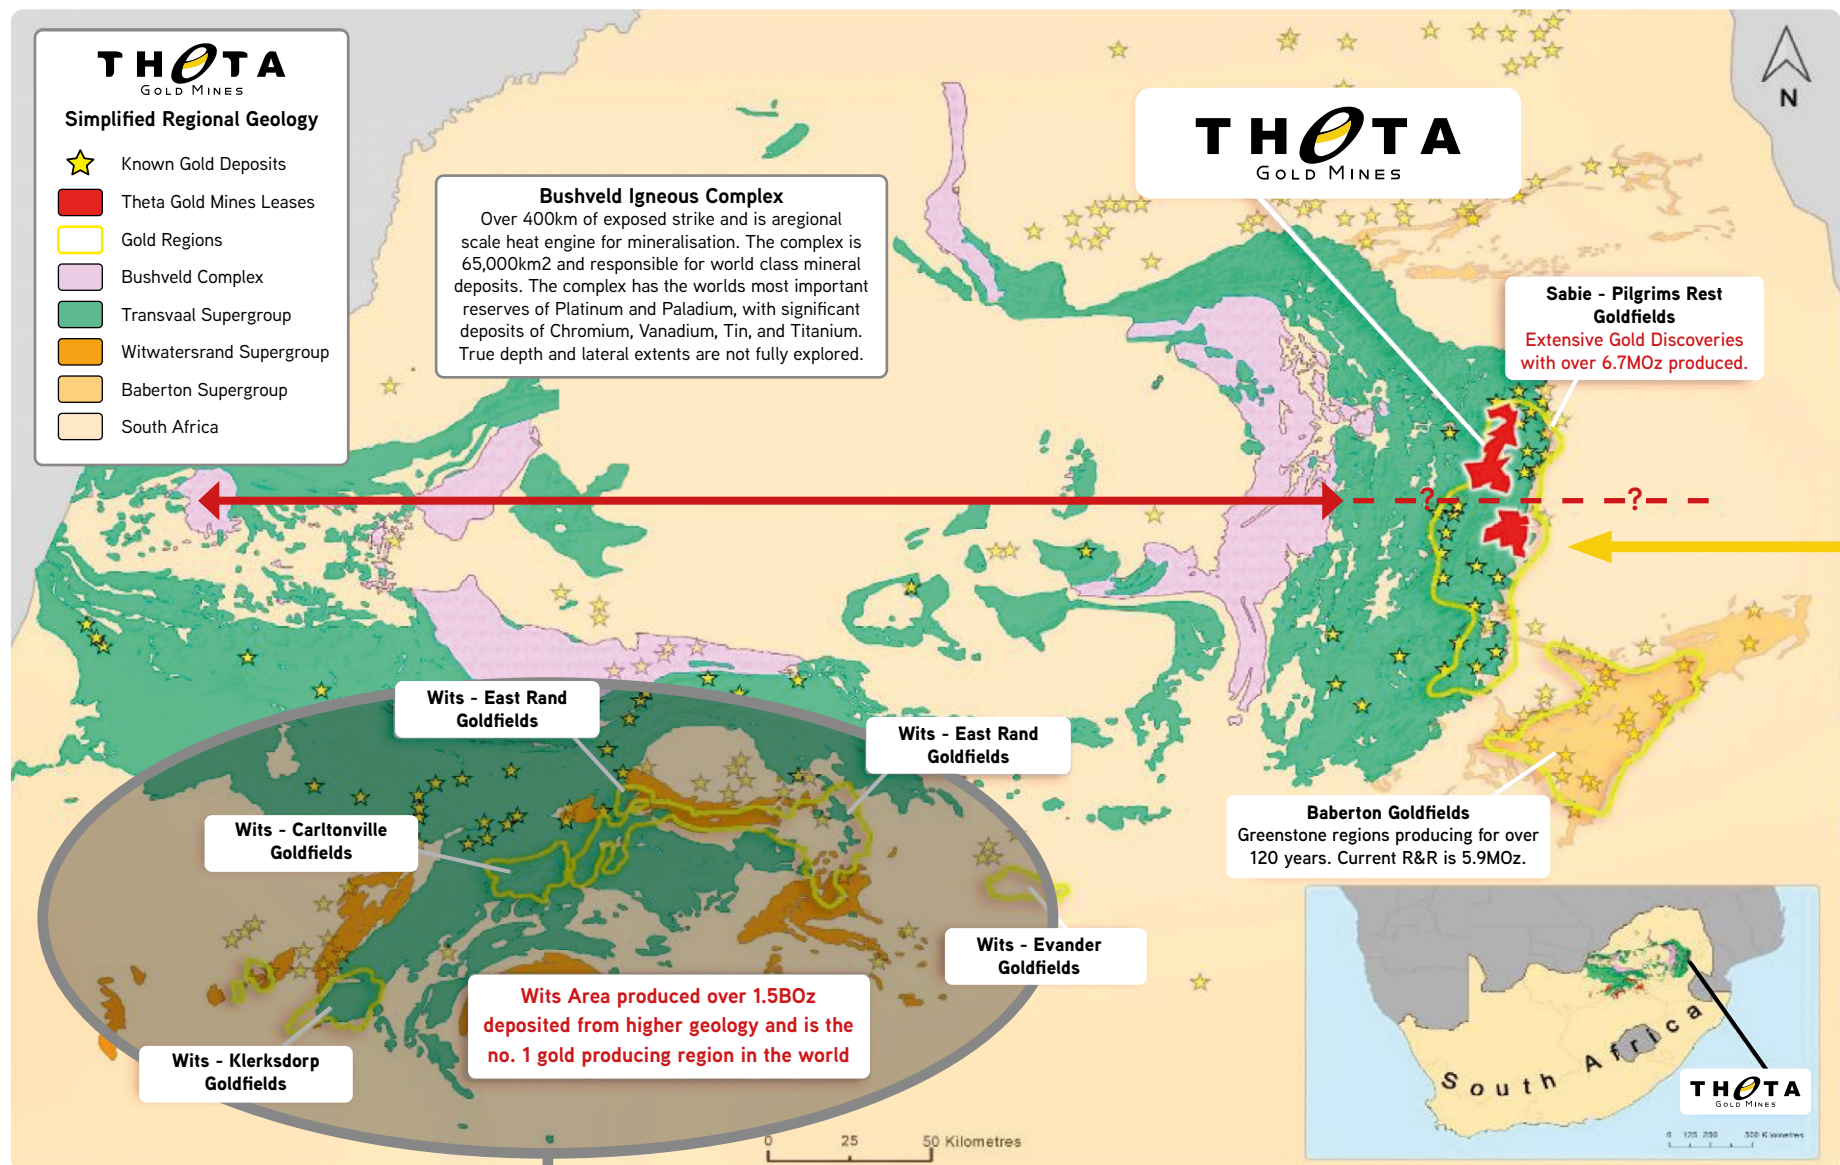 THETA
GOLD MINES
Simplified Regional Geology
Known Gold Deposits
Theta Gold Mines Leases
Gold Regions
Bushveld Complex
Transvaal Supergroup
Witwatersrand Supergroup
Baberton Supergroup
South Africa
Bushveld Igneous Complex
Over 400km of exposed strike and is aregional
scale heat engine for mineralisation. The complex is
65,000km2 and responsible for world class mineral
deposits. The complex has the worlds most important
reserves of Platinum and Paladium, with significant
deposits of Chromium, Vanadium, Tin, and Titanium.
True depth and lateral extents are not fully explored.
THETA
GOLD MINES
N
Sabie - Pilgrims Rest
Goldfields
Extensive Gold Discoveries
with over 6.7MOz produced.
?
?
Wits - East Rand
Goldfields
Wits - East Rand
Goldfields
Wits - Carltonville
Goldfields
Baberton Goldfields
Greenstone regions producing for over
120 years. Current R&R is 5.9MOz.
Wits - Evander
Goldfields
Wits Area produced over 1.5BOz
deposited from higher geology and is the
no. 1 gold producing region in the world
Wits - Klerksdorp
Goldfields
0 25 50 Kilometres
South Africa
THETA
GOLD MINES
0 125 250 500 Kilometres